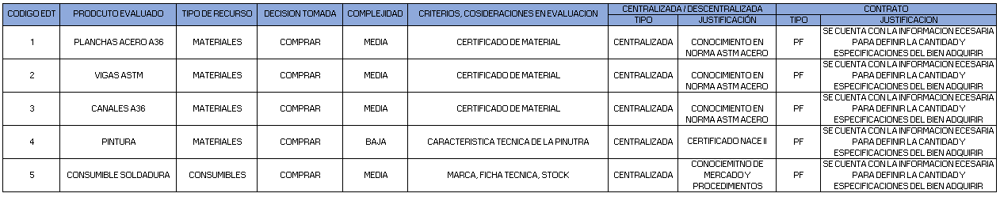 CODIGO EDT PRODCUTO EVALUADO TIPO DE RECURSO DECISION TOMADA COMPLEJIDAD CRITERIOS, COSIDERACIONES EN EVALUACION CENTRALIZADA / DESCENTRALIZADA CONTRATO
TIPO JUSTIFICACIÓN TIPO JUSTIFICACION
1 PLANCHAS ACERO A36 MATERIALES COMPRAR MEDIA CERTIFICADO DE MATERIAL CENTRALIZADA
CONOCIMIENTO EN
NORMA ASTM ACERO
PF
SE CUENTA CON LA INFORMACION ECESARIA
PARA DEFINIR LA CANTIDAD Y
ESPECIFICACIONES DEL BIEN ADQUIRIR
2 VIGAS ASTM MATERIALES COMPRAR MEDIA CERTIFICADO DE MATERIAL CENTRALIZADA
CONOCIMIENTO EN
NORMA ASTM ACERO
PF
SE CUENTA CON LA INFORMACION ECESARIA
PARA DEFINIR LA CANTIDAD Y
ESPECIFICACIONES DEL BIEN ADQUIRIR
3 CANALES A36 MATERIALES COMPRAR MEDIA CERTIFICADO DE MATERIAL CENTRALIZADA
CONOCIMIENTO EN
NORMA ASTM ACERO
PF
SE CUENTA CON LA INFORMACION ECESARIA
PARA DEFINIR LA CANTIDAD Y
ESPECIFICACIONES DEL BIEN ADQUIRIR
4 PINTURA MATERIALES COMPRAR BAJA CARACTERISTICA TECNICA DE LA PINUTRA CENTRALIZADA
CERTIFICADO NACE II
PF
SE CUENTA CON LA INFORMACION ECESARIA
PARA DEFINIR LA CANTIDAD Y
ESPECIFICACIONES DEL BIEN ADQUIRIR
5 CONSUMIBLE SOLDADURA CONSUMIBLES COMPRAR MEDIA MARCA, FICHA TECNICA, STOCK CENTRALIZADA
CONOCIEMITNO DE
MERCADO Y
PROCEDIMIENTOS
PF
SE CUENTA CON LA INFORMACION ECESARIA
PARA DEFINIR LA CANTIDAD Y
ESPECIFICACIONES DEL BIEN ADQUIRIR